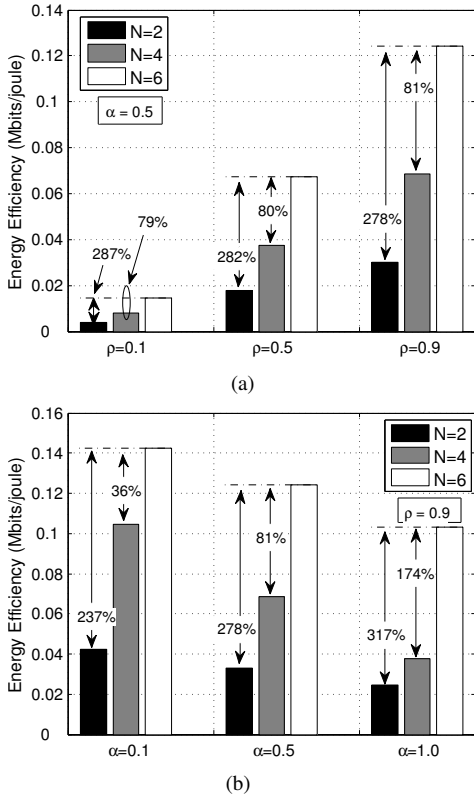 0.14
0.12
0.1
0.08
0.06
0.04
0.02
0
Energy Efficiency (Mbits/joule)
N=2
N=4
N=6
α = 0.5
287%
79%
282%
80%
278%
81%
ρ=0.1
ρ=0.5
ρ=0.9
(a)
0.16
0.14
0.12
0.1
0.08
0.06
0.04
0.02
0
Energy Efficiency (Mbits/joule)
N=2
N=4
N=6
ρ = 0.9
237%
36%
278%
81%
317%
174%
α=0.1
α=0.5
α=1.0
(b)